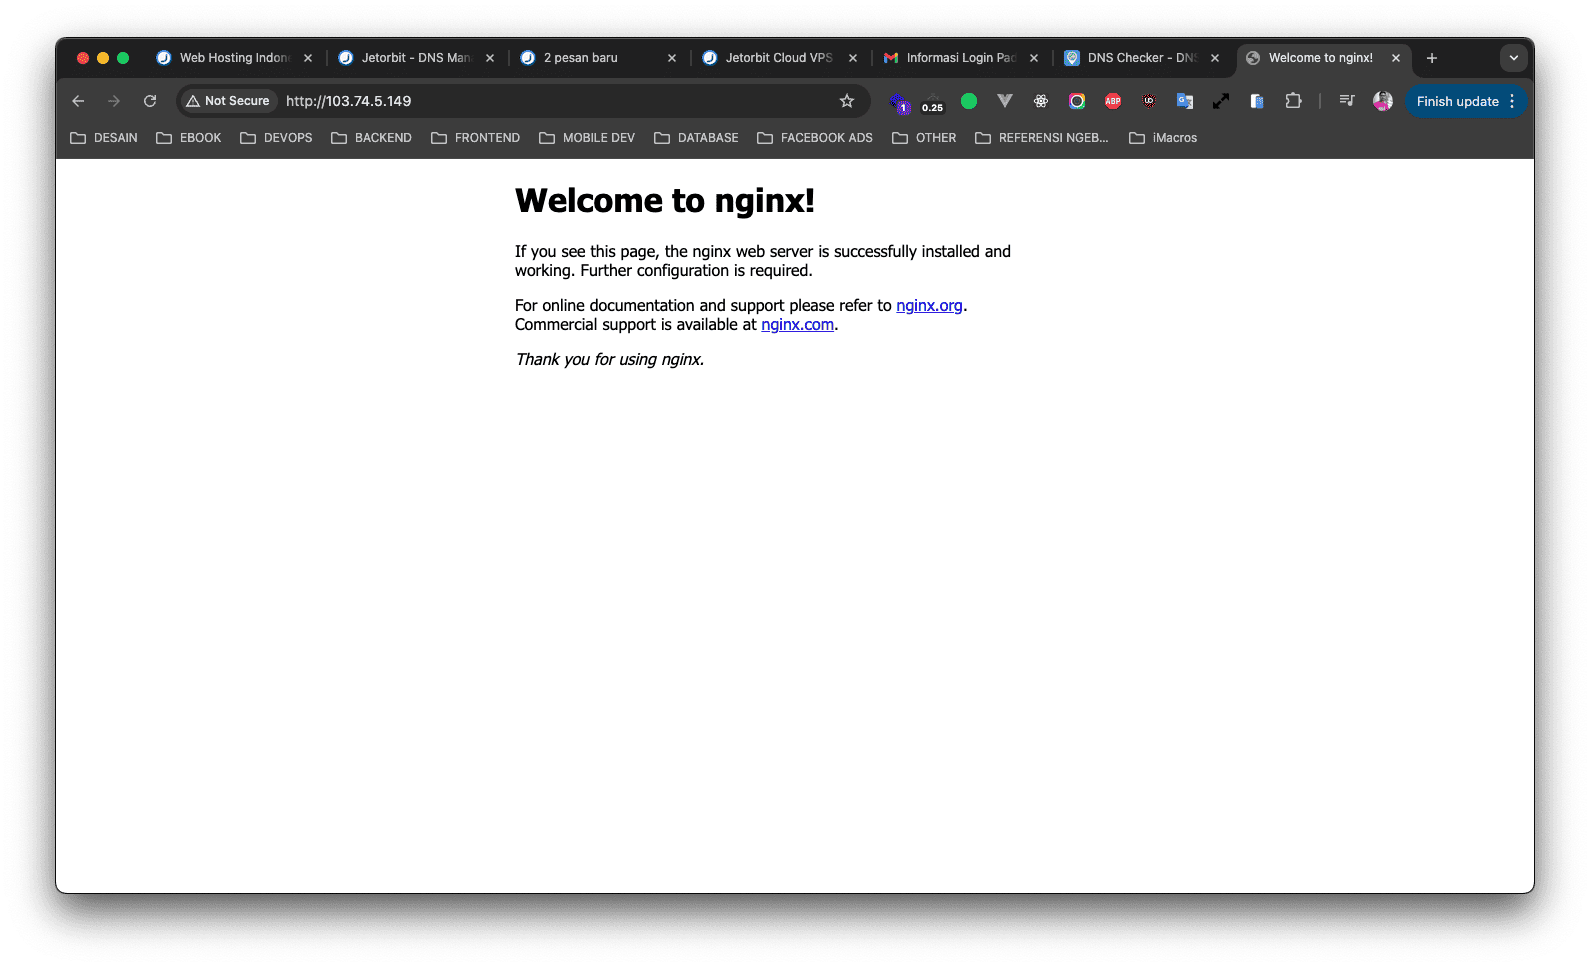 Web Hosting Indon
Jetorbit - DNS Man
2 pesan baru
Jetorbit Cloud VPS
Informasi Login Pad
DNS Checker - DNS
Welcome to nginx!
Not Secure
http://103.74.5.149
1
0.25
ABP
Finish update
DESAIN
EBOOK
DEVOPS
BACKEND
FRONTEND
MOBILE DEV
DATABASE
FACEBOOK ADS
OTHER
REFERENSI NGEB...
iMacros
Welcome to nginx!
If you see this page, the nginx web server is successfully installed and
working. Further configuration is required.
For online documentation and support please refer to nginx.org.
Commercial support is available at nginx.com.
Thank you for using nginx.